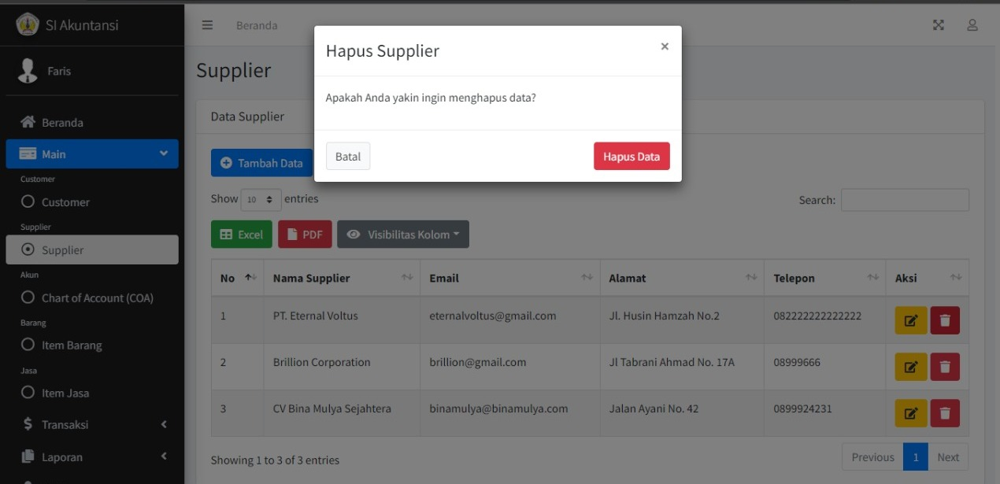 SI Akuntansi
Faris
Beranda
Main
Customer
Customer
Supplier
Supplier
Akun
Chart of Account (COA)
Barang
Item Barang
Jasa
Item Jasa
Transaksi
Laporan
Beranda
Supplier
Data Supplier
Tambah Data
Hapus Supplier ×
Apakah Anda yakin ingin menghapus data?
Batal Hapus Data
Show 10 entries Search:
Excel PDF Visibilitas Kolom
No Nama Supplier Email Alamat Telepon Aksi
1 PT. Eternal Voltus eternalvoltus@gmail.com Jl. Husin Hamzah No.2 082222222222222
2 Brillion Corporation brillion@gmail.com Jl Tabrani Ahmad No. 17A 08999666
3 CV Bina Mulya Sejahtera binamulya@binamulya.com Jalan Ayani No. 42 0899924231
Showing 1 to 3 of 3 entries Previous 1 Next